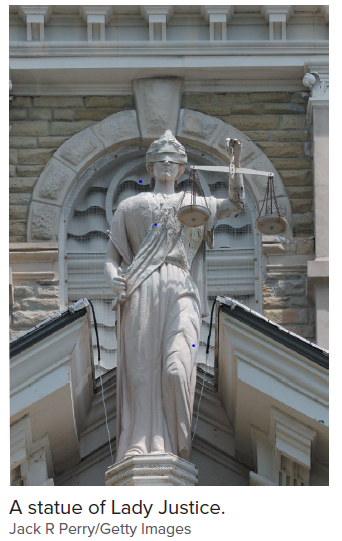 A statue of Lady Justice.
Jack R Perry/Getty Images